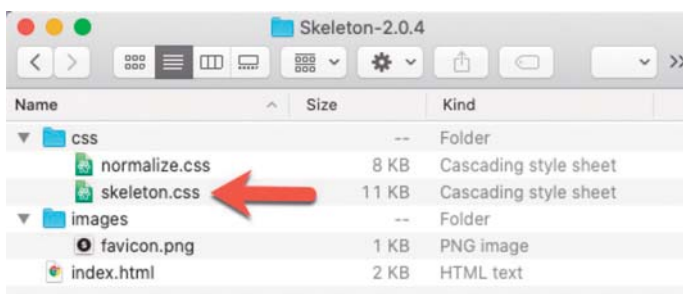 Skeleton-2.0.4
Name Size Kind
css -- Folder
normalize.css 8 KB Cascading style sheet
skeleton.css 11 KB Cascading style sheet
images -- Folder
favicon.png 1 KB PNG image
index.html 2 KB HTML text